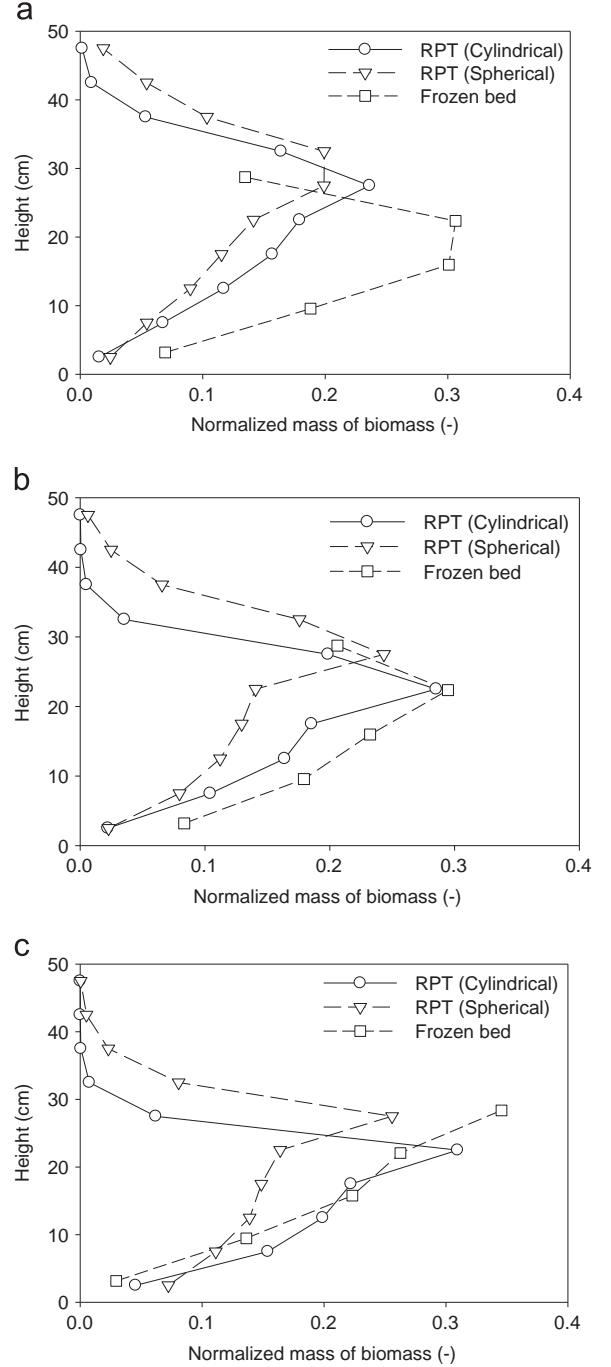 a
50
RPT (Cylindrical)
RPT (Spherical)
Frozen bed
40
30
20
10
0
Height (cm)
0.0 0.1 0.2 0.3 0.4
Normalized mass of biomass (-)
b
50
RPT (Cylindrical)
RPT (Spherical)
Frozen bed
40
30
20
10
0
Height (cm)
0.0 0.1 0.2 0.3 0.4
Normalized mass of biomass (-)
c
50
RPT (Cylindrical)
RPT (Spherical)
Frozen bed
40
30
20
10
0
Height (cm)
0.0 0.1 0.2 0.3 0.4
Normalized mass of biomass (-)